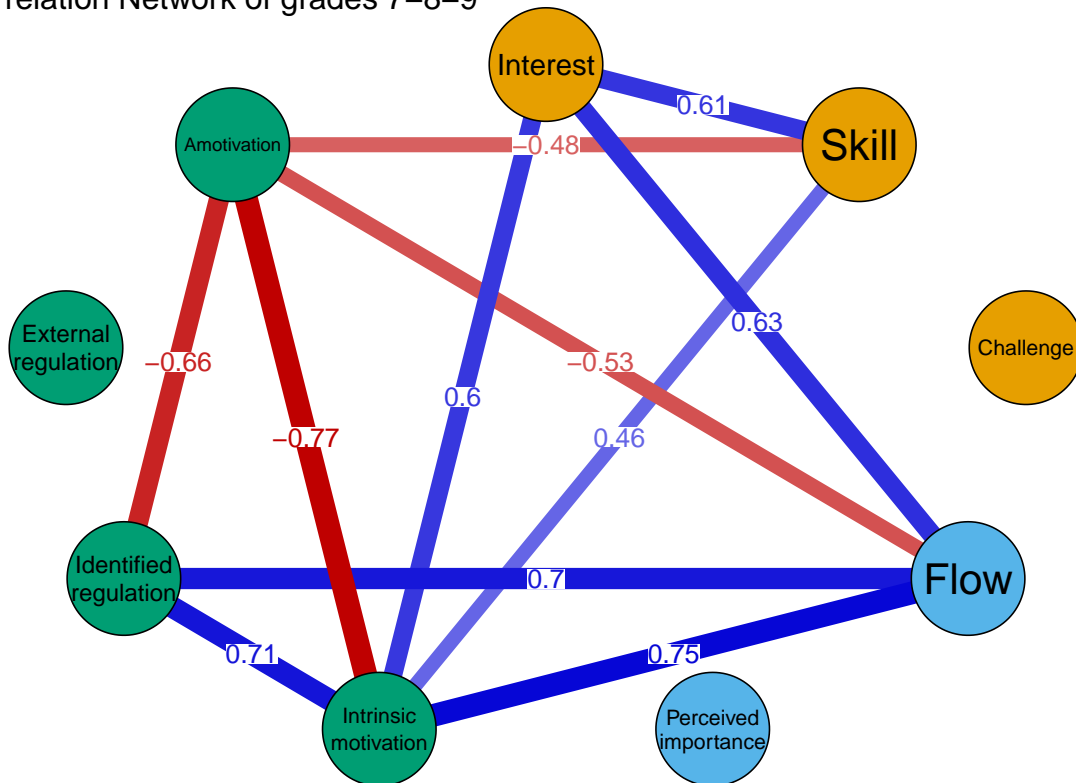 relation Network of grades 7−8−9
Interest
0.61
Skill
Amotivation
−0.48
External
regulation
−0.66
−0.53
0.63
Challenge
0.6
−0.77
0.46
Identified
regulation
0.7
Flow
0.71
0.75
Intrinsic
motivation
Perceived
importance